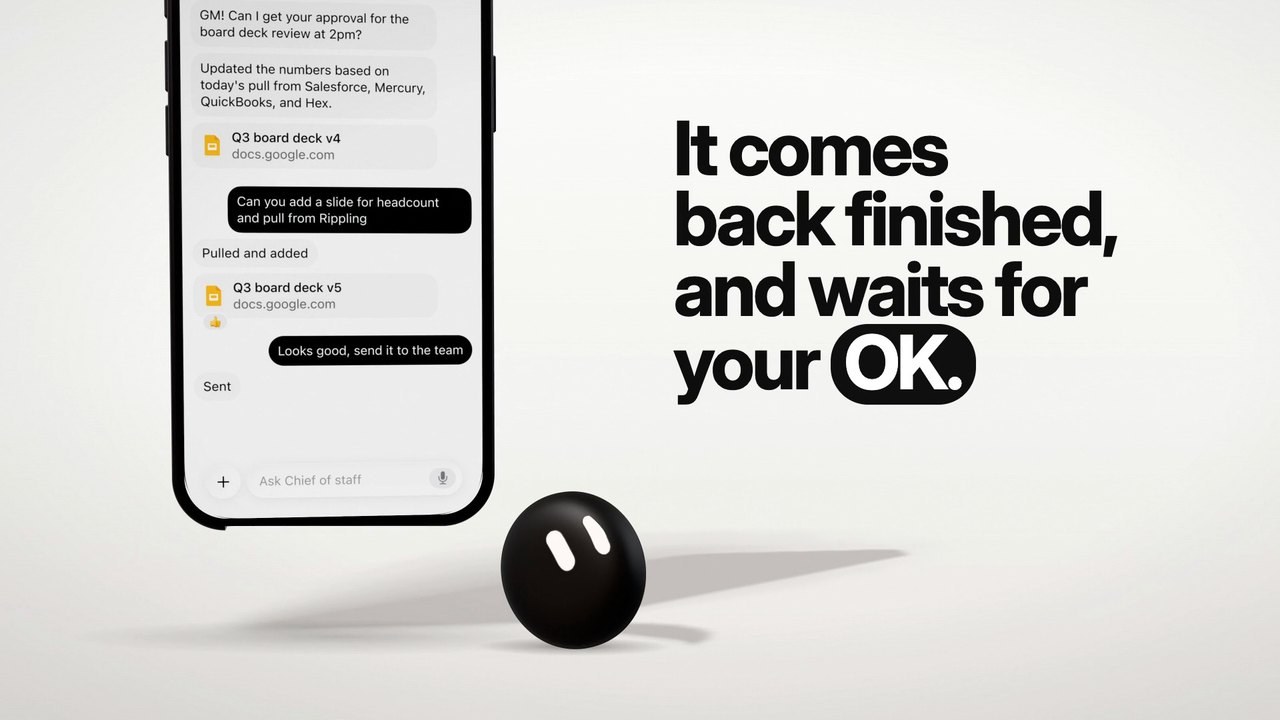 GM! Can I get your approval for the
board deck review at 2pm?
Updated the numbers based on
today's pull from Salesforce, Mercury,
QuickBooks, and Hex.
Q3 board deck v4
docs.google.com
Can you add a slide for headcount
and pull from Rippling
Pulled and added
Q3 board deck v5
docs.google.com
Looks good, send it to the team
Sent
Ask Chief of staff
It comes
back finished,
and waits for
your OK.